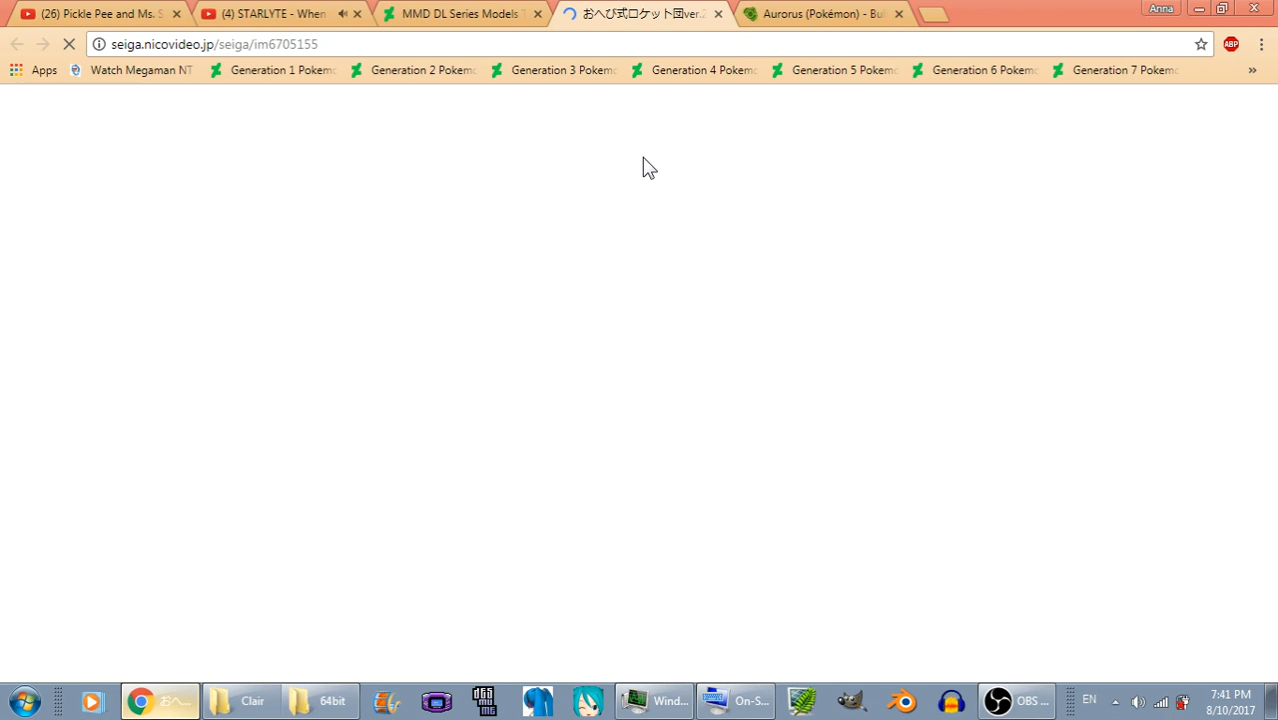 (26) Pickle Pee and Ms. S
(4) STARLYTE - When
MMD DL Series Models T
おへび式ロケット団ver.2
Aurorus (Pokémon) - Bul
Anna
seiga.nicovideo.jp/seiga/im6705155
ABP
Apps
Watch Megaman NT
Generation 1 Pokemo
Generation 2 Pokemo
Generation 3 Pokemo
Generation 4 Pokemo
Generation 5 Pokemo
Generation 6 Pokemo
Generation 7 Pokemo
»
おへ...
Clair
64bit
Wind...
On-S...
OBS ...
EN
7:41 PM
8/10/2017